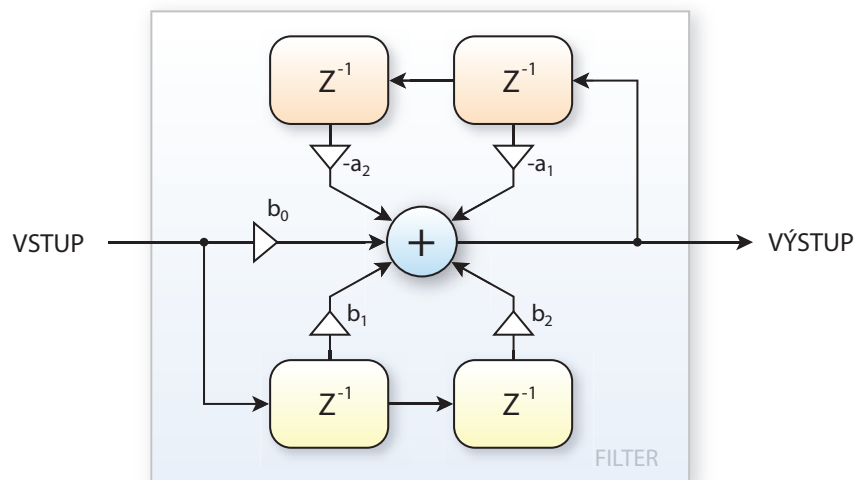 Z⁻¹
Z⁻¹
-a₂
-a₁
b₀
VSTUP
+
VÝSTUP
b₁
b₂
Z⁻¹
Z⁻¹
FILTER